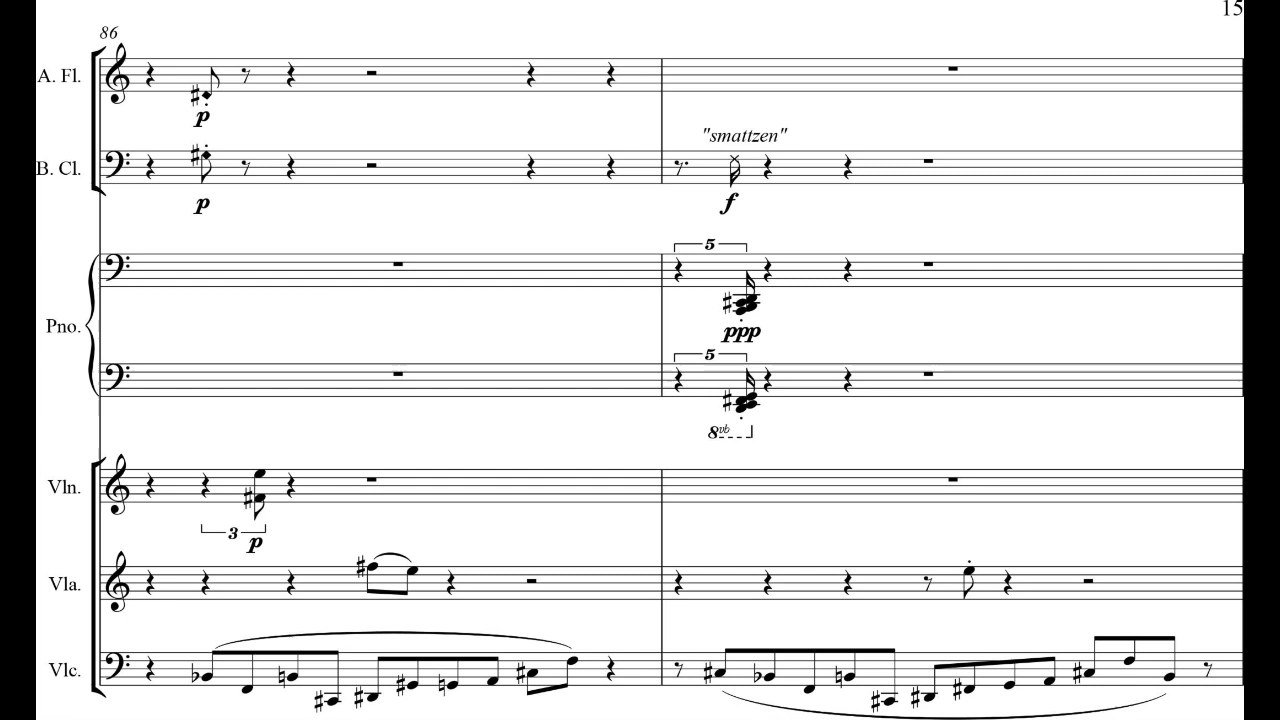 15
86
A. Fl.
p
"smattzen"
B. Cl.
p
f
5
Pno.
ppp
5
8vb
Vln.
3
p
Vla.
Vlc.